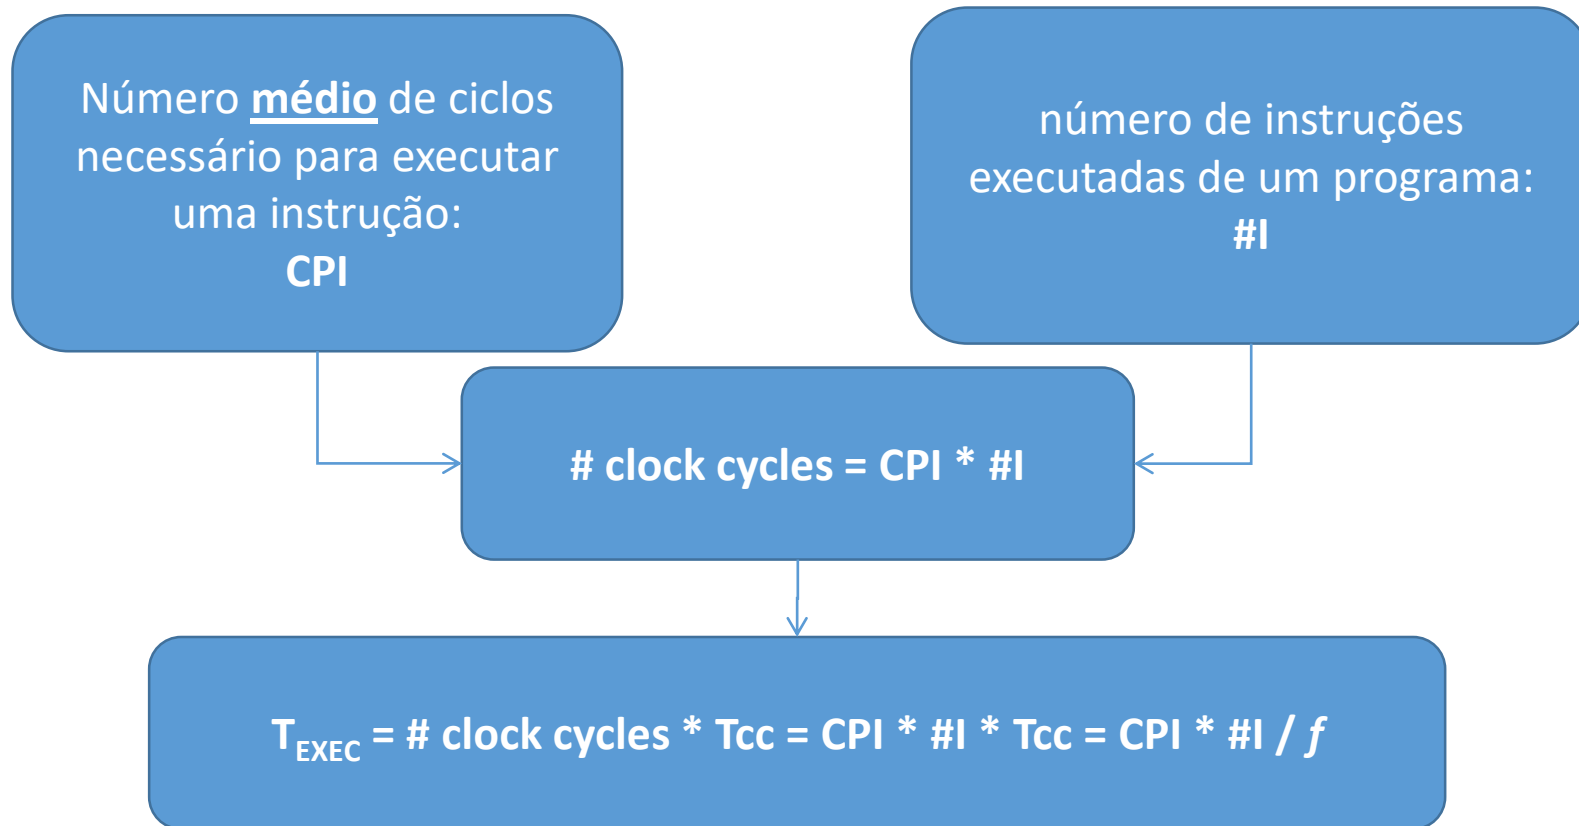 Número médio de ciclos
necessário para executar
uma instrução:
CPI
número de instruções
executadas de um programa:
#I
# clock cycles = CPI * #I
T_EXEC = # clock cycles * Tcc = CPI * #I * Tcc = CPI * #I / f